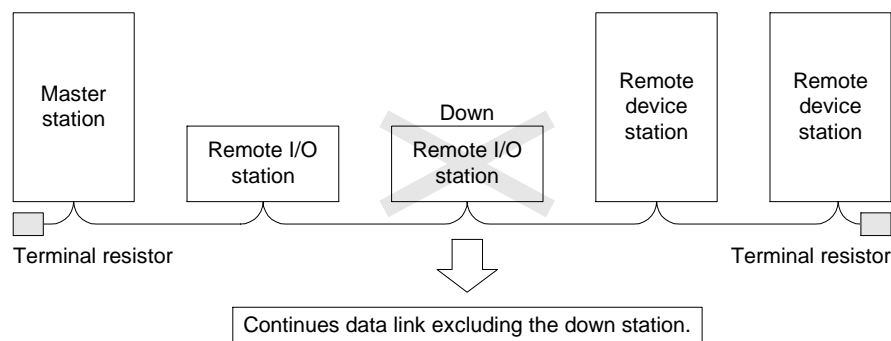 Master
station
Remote I/O
station
Down
Remote I/O
station
Remote
device
station
Remote
device
station
Terminal resistor
Terminal resistor
Continues data link excluding the down station.